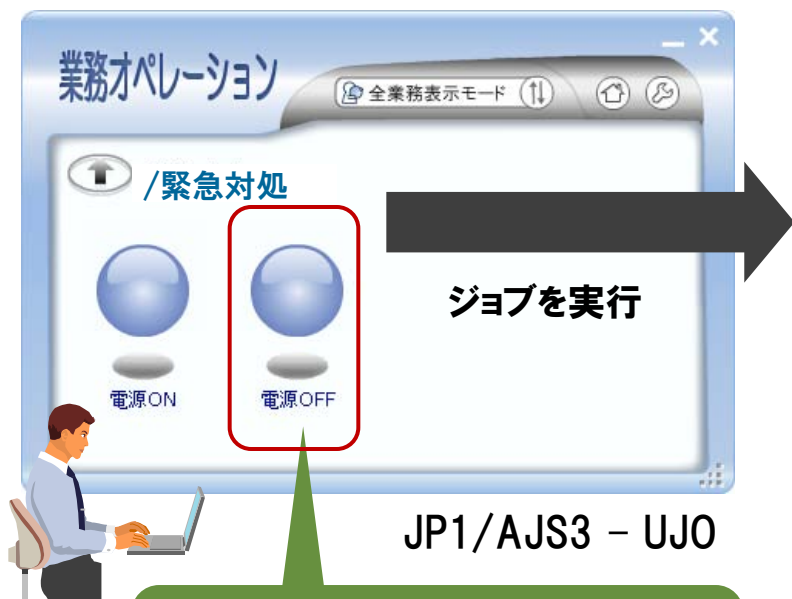 業務オペレーション
全業務表示モード
/緊急対処
ジョブを実行
電源ON
電源OFF
JP1/AJS3 - UJO